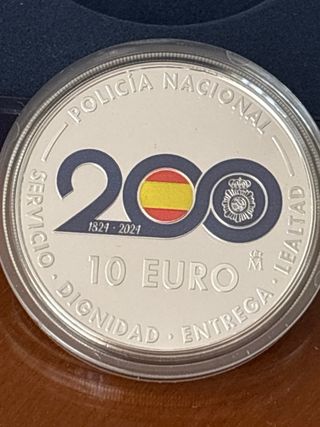 POLICÍA NACIONAL
200
1824 · 2024
10 EURO
M
SERVICIO · DIGNIDAD · ENTREGA · LEALTAD